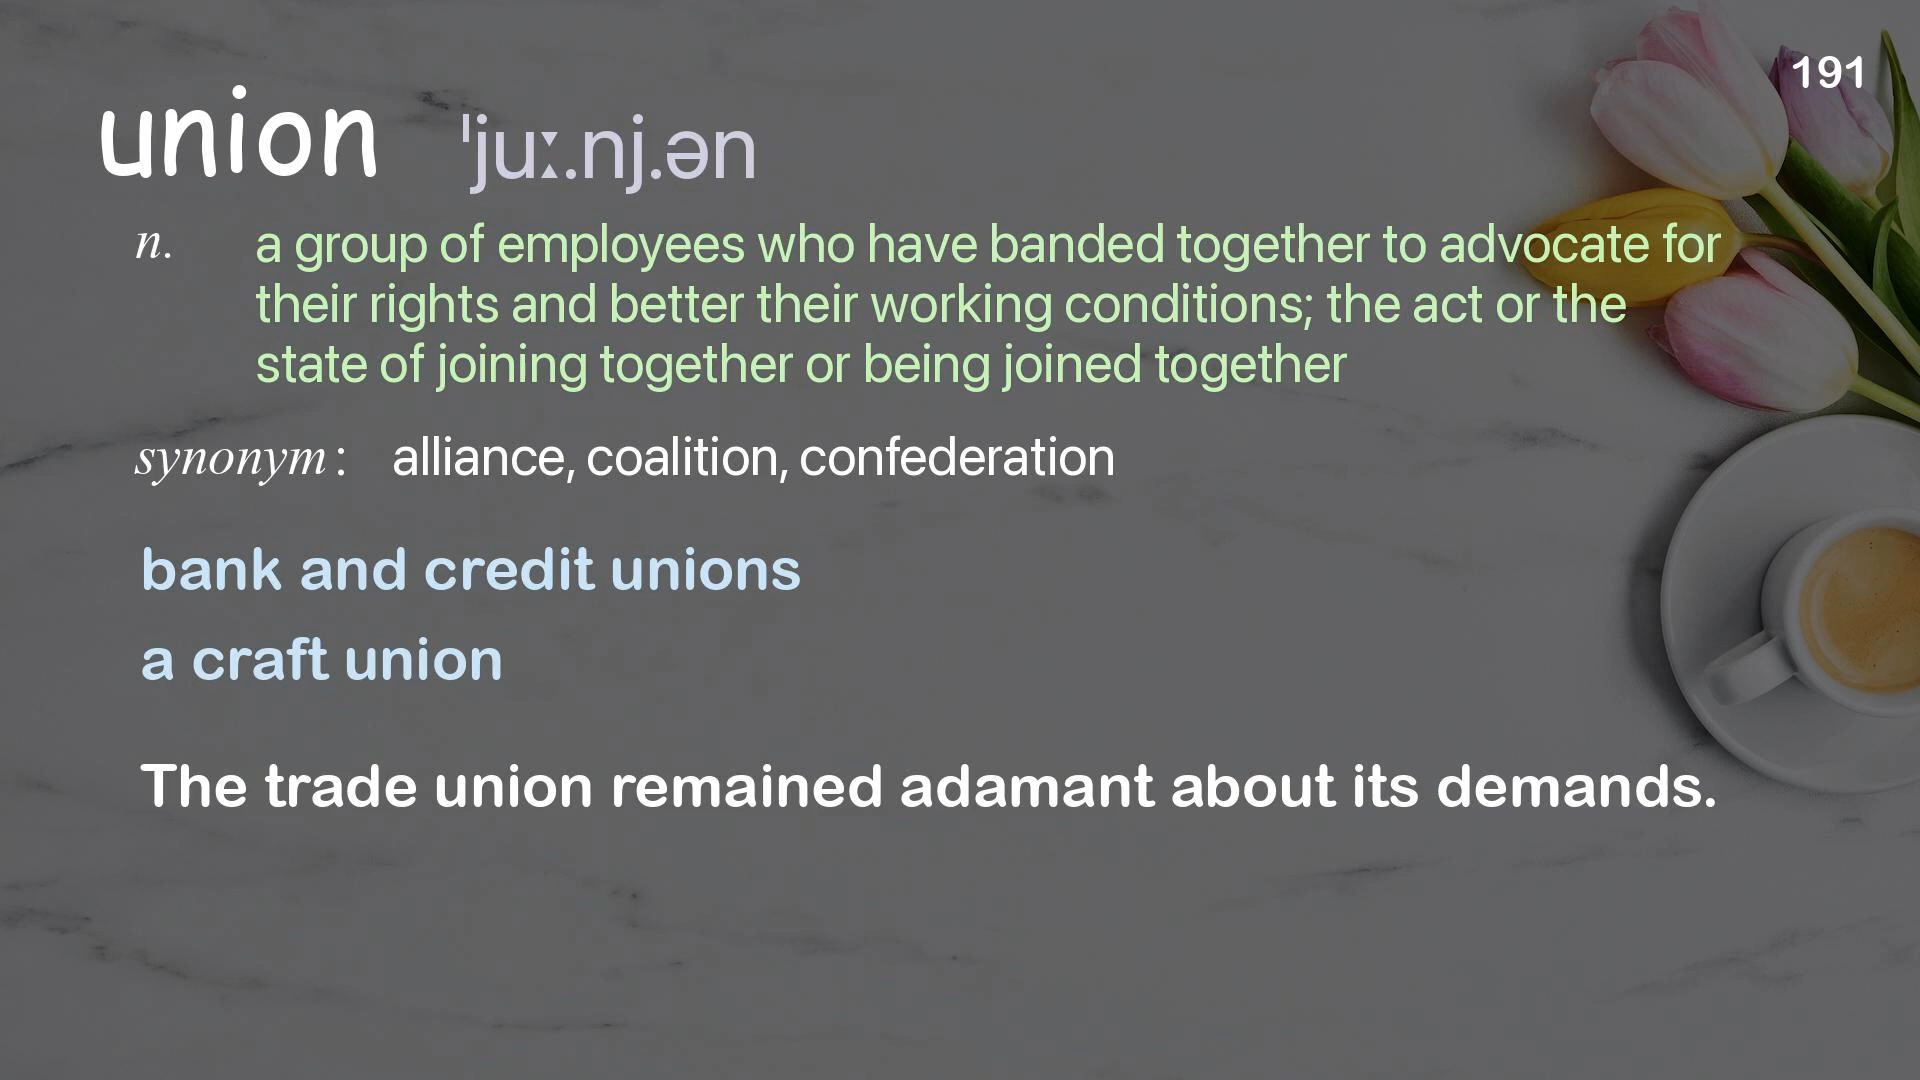 191
union ˈjuː.nj.ən
n. a group of employees who have banded together to advocate for
their rights and better their working conditions; the act or the
state of joining together or being joined together
synonym : alliance, coalition, confederation
bank and credit unions
a craft union
The trade union remained adamant about its demands.